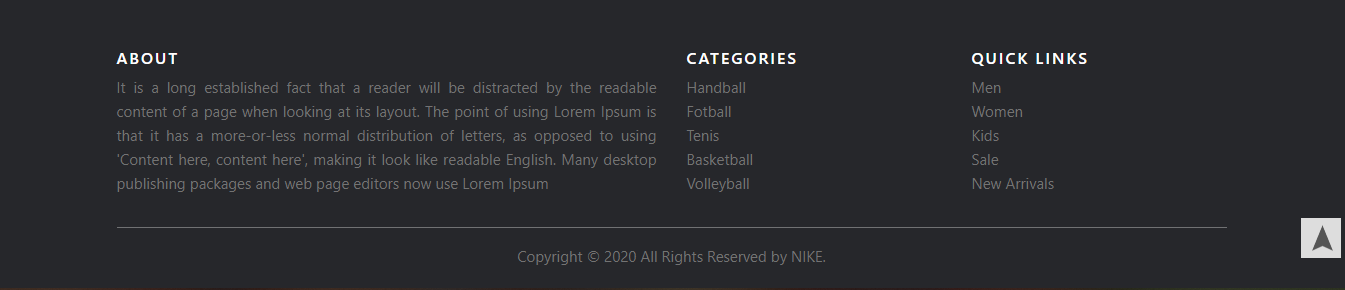 ABOUT
It is a long established fact that a reader will be distracted by the readable
content of a page when looking at its layout. The point of using Lorem Ipsum is
that it has a more-or-less normal distribution of letters, as opposed to using
'Content here, content here', making it look like readable English. Many desktop
publishing packages and web page editors now use Lorem Ipsum
CATEGORIES
Handball
Fotball
Tenis
Basketball
Volleyball
QUICK LINKS
Men
Women
Kids
Sale
New Arrivals
Copyright © 2020 All Rights Reserved by NIKE.